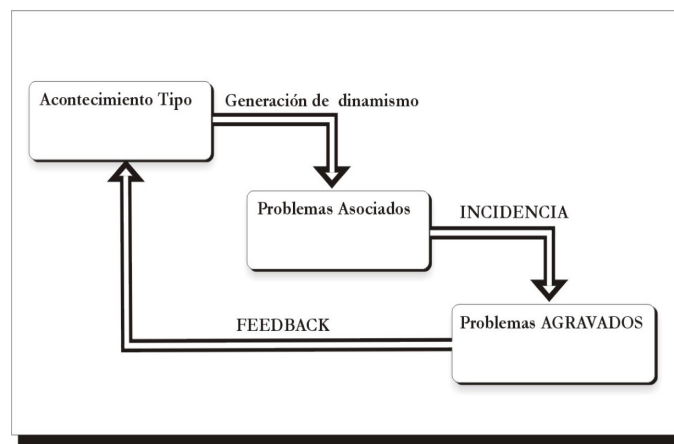 Acontecimiento Tipo
Generación de dinamismo
Problemas Asociados
INCIDENCIA
Problemas AGRAVADOS
FEEDBACK